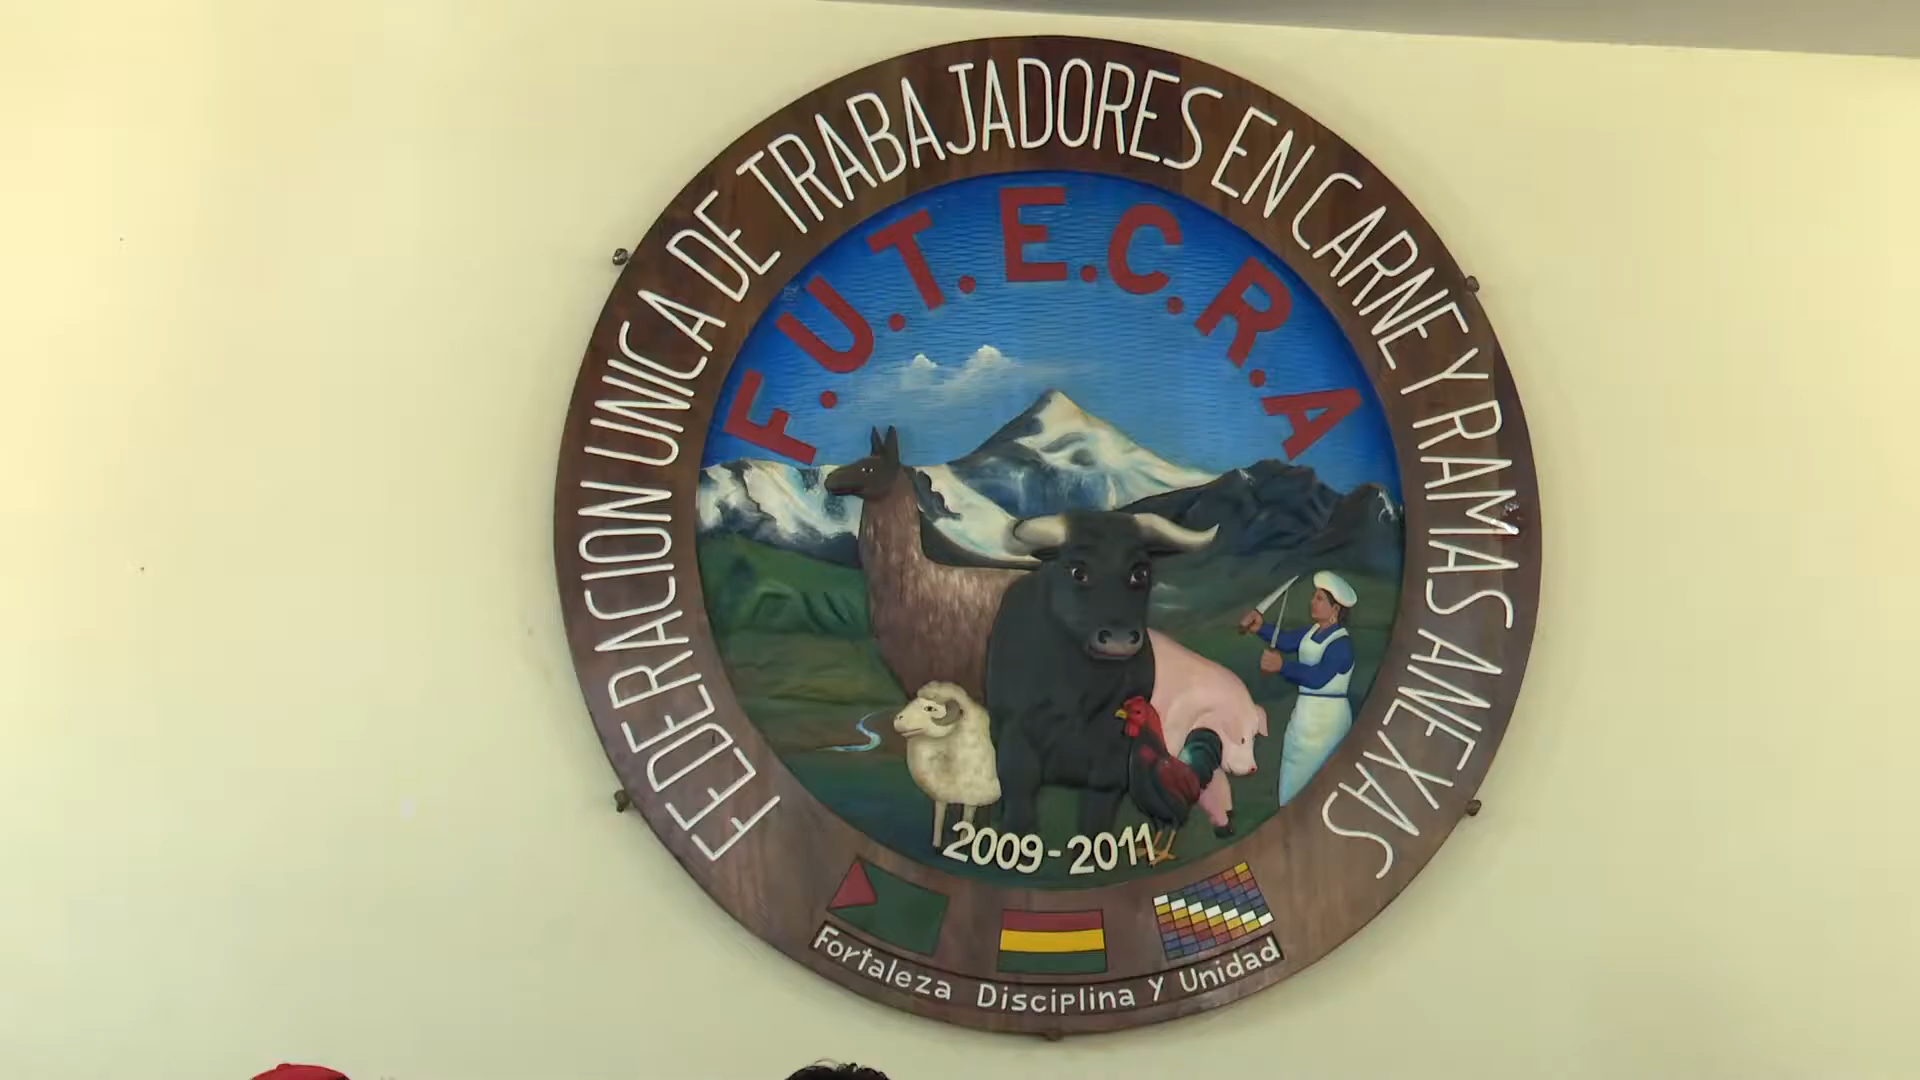 FEDERACION UNICA DE TRABAJADORES EN CARNE Y RAMAS ANEXAS
F.U.T.E.C.R.A
2009-2011
Fortaleza Disciplina y Unidad